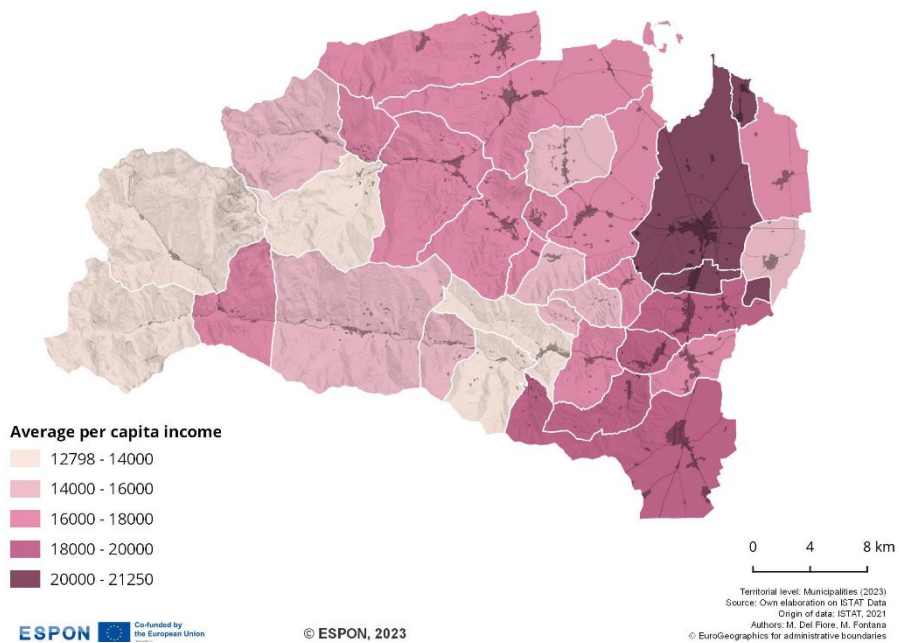 Average per capita income
12798 - 14000
14000 - 16000
16000 - 18000
18000 - 20000
20000 - 21250
0 4 8 km
Territorial level: Municipalities (2023)
Source: Own elaboration on ISTAT Data
Origin of data: ISTAT, 2021
Authors: M. Del Fiore, M. Fontana
© EuroGeographics for administrative boundaries
ESPON
Co-funded by
the European Union
© ESPON, 2023